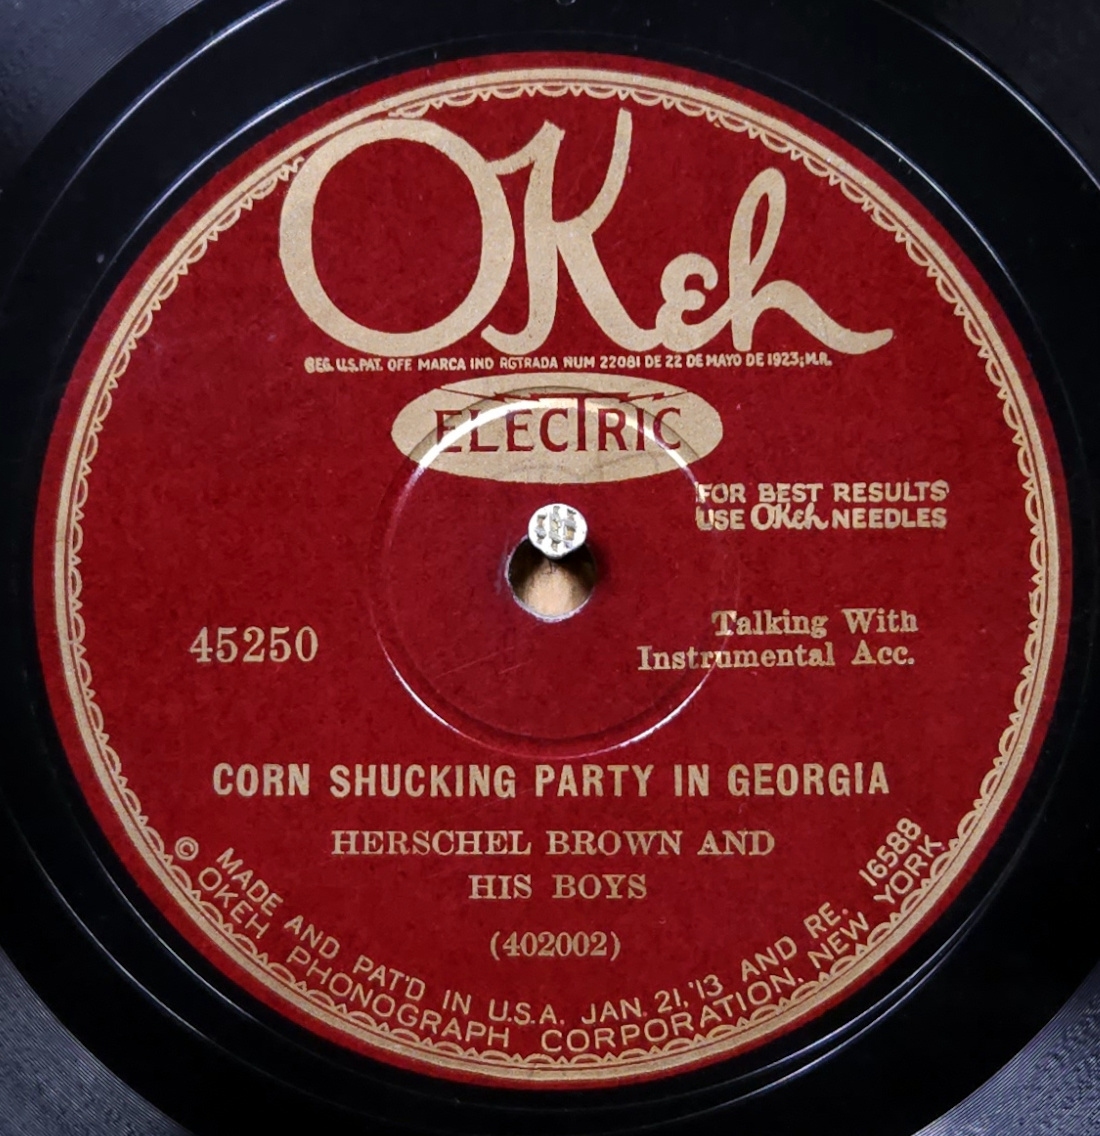 OKeh
REG. U.S. PAT. OFF. MARCA IND RGTRADA NUM 22081 DE 22 DE MAYO DE 1923; M.R.
ELECTRIC
FOR BEST RESULTS
USE OKeh NEEDLES
45250
Talking With
Instrumental Acc.
CORN SHUCKING PARTY IN GEORGIA
HERSCHEL BROWN AND
HIS BOYS
(402002)
© MADE AND PAT'D IN U.S.A. JAN. 21, '13 AND RE. 16588
OKEH PHONOGRAPH CORPORATION. NEW YORK